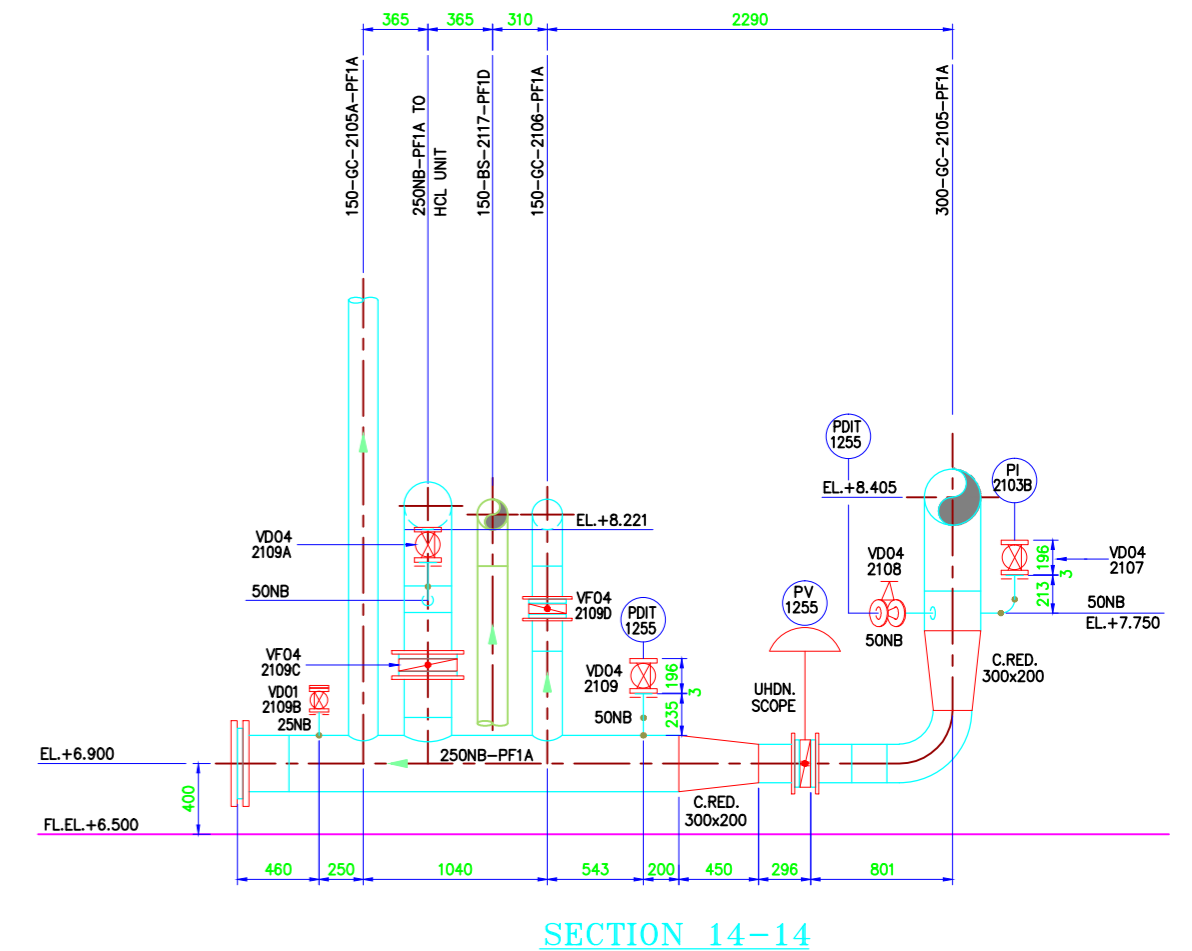 365
365
310
2290
150-GC-2105A-PF1A
250NB-PF1A TO
HCL UNIT
150-BS-2117-PF1D
150-GC-2106-PF1A
300-GC-2105-PF1A
PDIT
1255
EL.+8.405
PI
2103B
EL.+8.221
VD04
2109A
VD04
2108
196
3
213
VD04
2107
50NB
VF04
2109D
PDIT
1255
PV
1255
50NB
50NB
EL.+7.750
VF04
2109C
VD04
2109
196
3
235
C.RED.
300x200
VD01
2109B
25NB
50NB
UHDN.
SCOPE
EL.+6.900
250NB-PF1A
400
C.RED.
300x200
FL.EL.+6.500
460
250
1040
543
200
450
296
801
SECTION 14-14